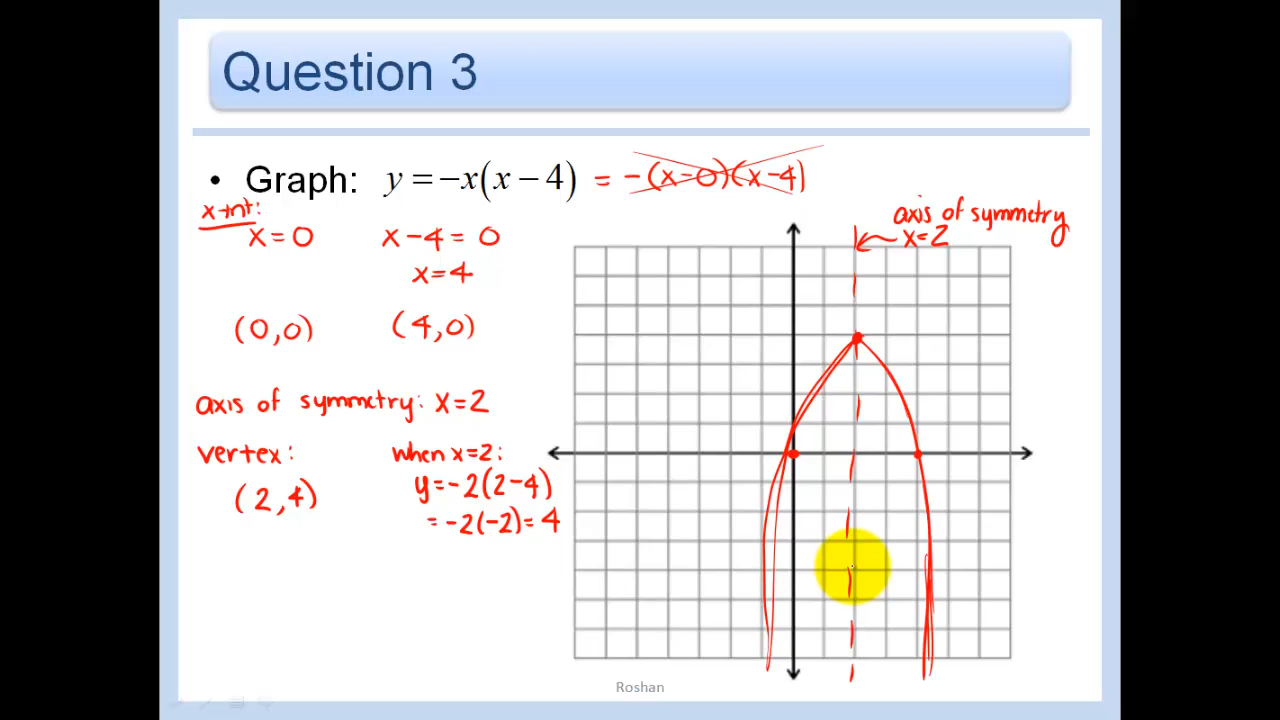 Question 3
• Graph: y = −x(x − 4) = -(x-0)(x-4)
x-int:
x=0 x-4=0
x=4
(0,0) (4,0)
axis of symmetry
x=2
axis of symmetry: x=2
vertex: when x=2:
(2,4) y=-2(2-4)
=-2(-2)=4
Roshan